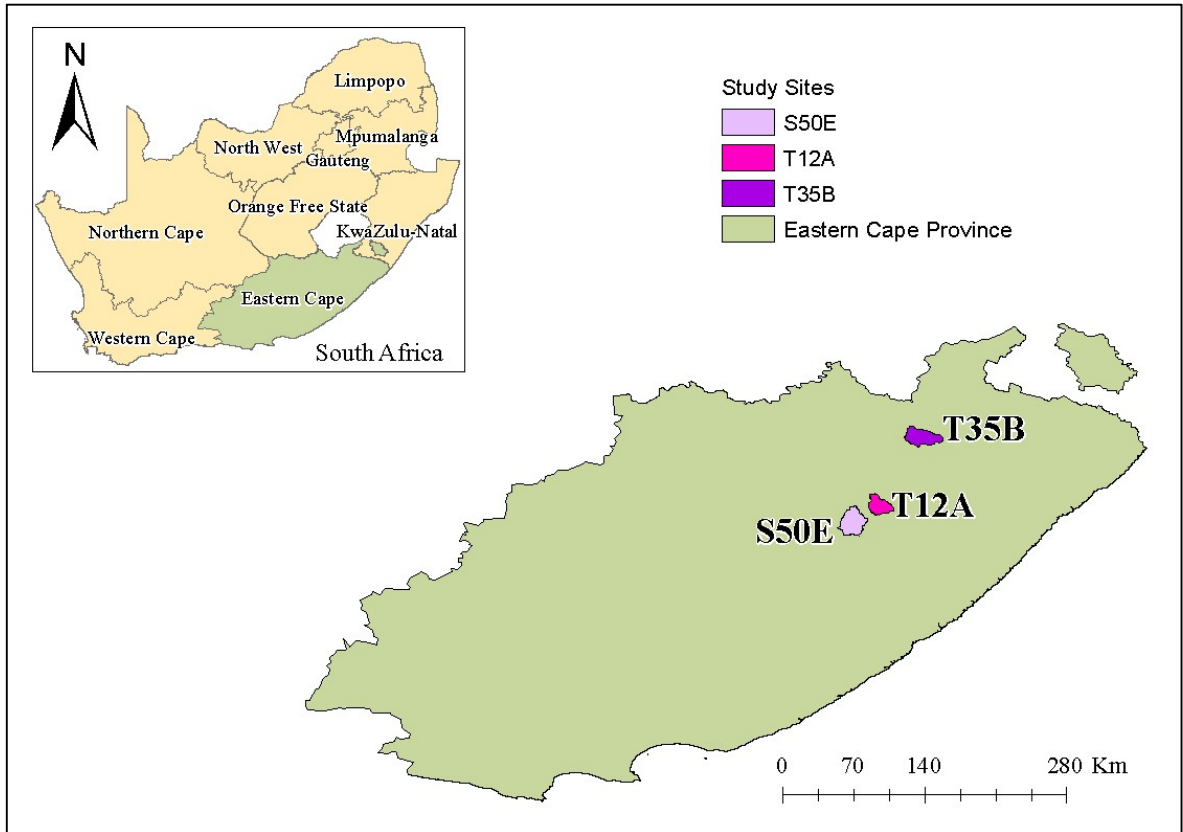 N
Limpopo
Mpumalanga
North West
Gauteng
Orange Free State
KwaZulu-Natal
Northern Cape
Eastern Cape
Western Cape
South Africa
Study Sites
S50E
T12A
T35B
Eastern Cape Province
T35B
T12A
S50E
0 70 140 280 Km